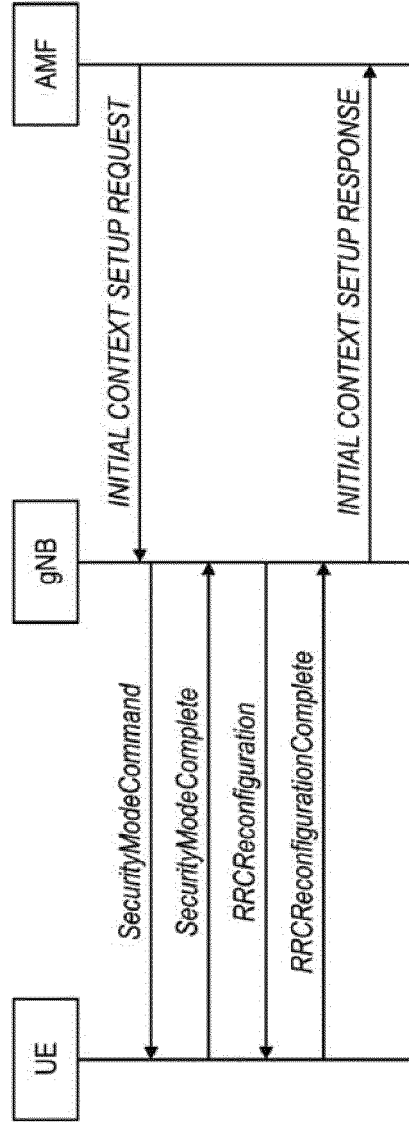 UE
gNB
AMF
INITIAL CONTEXT SETUP REQUEST
SecurityModeCommand
SecurityModeComplete
RRCReconfiguration
RRCReconfigurationComplete
INITIAL CONTEXT SETUP RESPONSE